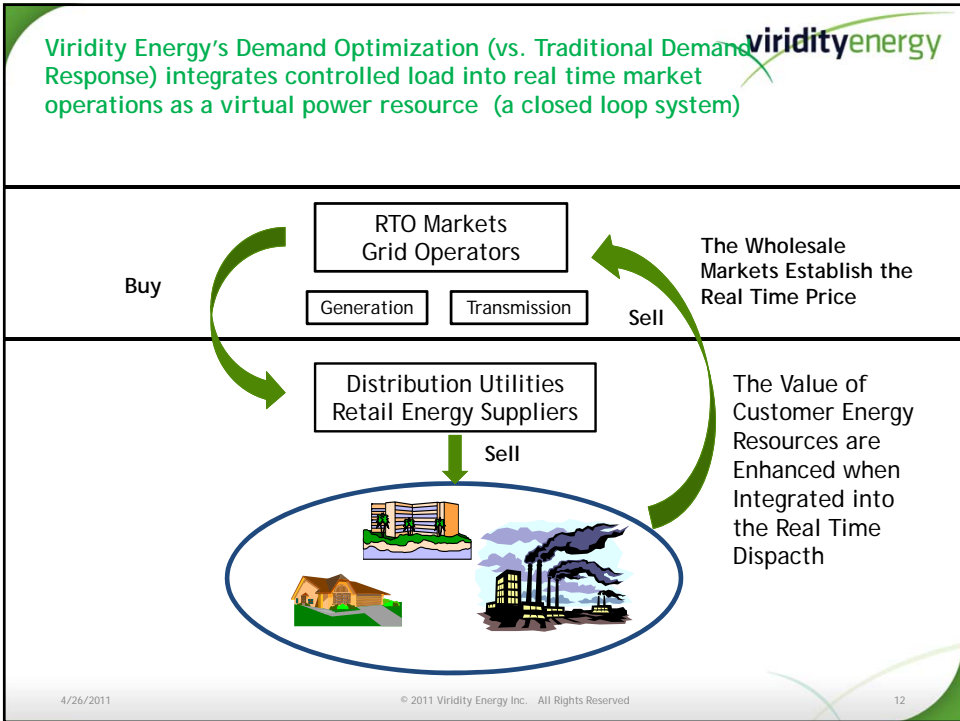 Viridity Energy's Demand Optimization (vs. Traditional Demand
Response) integrates controlled load into real time market
operations as a virtual power resource (a closed loop system)
viridityenergy
RTO Markets
Grid Operators
Buy
Generation
Transmission
Sell
The Wholesale
Markets Establish the
Real Time Price
Distribution Utilities
Retail Energy Suppliers
Sell
The Value of
Customer Energy
Resources are
Enhanced when
Integrated into
the Real Time
Dispacth
4/26/2011
© 2011 Viridity Energy Inc. All Rights Reserved
12